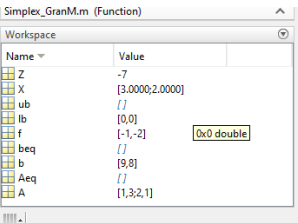 Simplex_GranM.m (Function)
Workspace
Name Value
Z -7
X [3.0000;2.0000]
ub []
lb [0,0]
f [-1,-2]
0x0 double
beq []
b [9,8]
Aeq []
A [1,3;2,1]